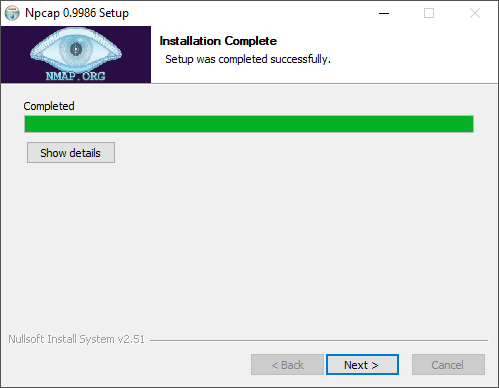 Npcap 0.9986 Setup
Installation Complete
Setup was completed successfully.
NMAP.ORG
Completed
Show details
Nullsoft Install System v2.51
< Back
Next >
Cancel